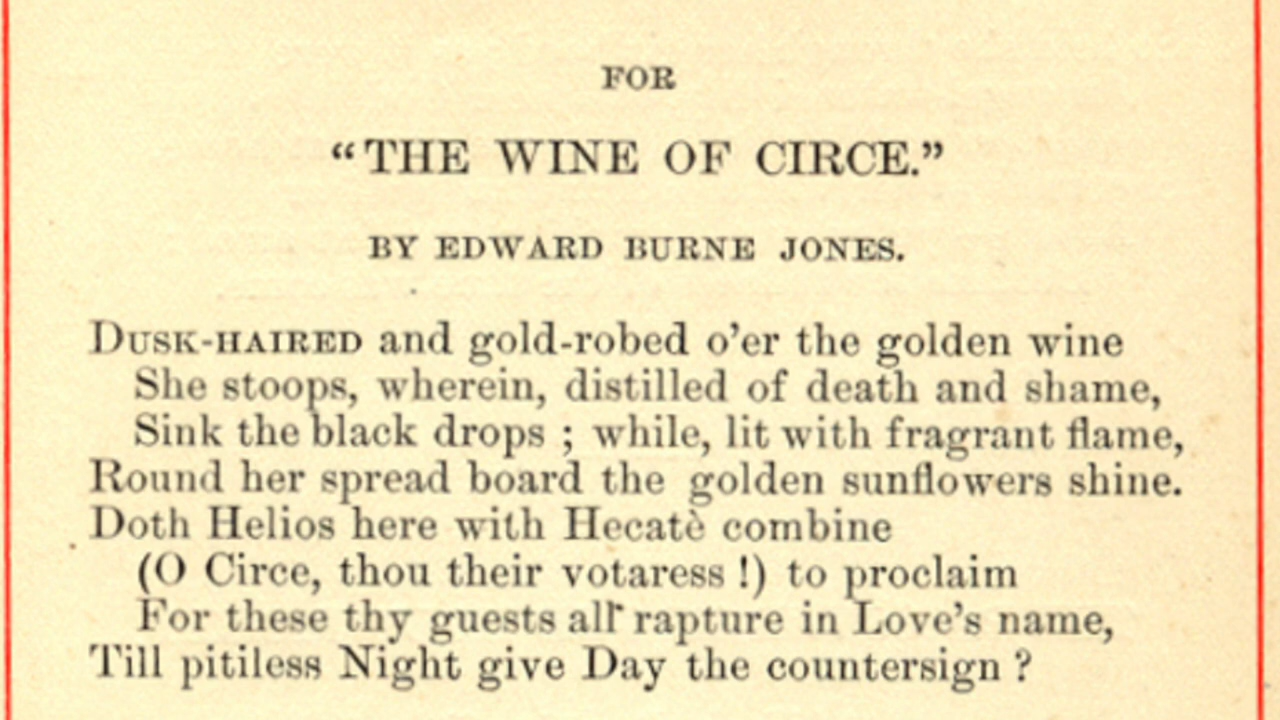 FOR
“THE WINE OF CIRCE.”
BY EDWARD BURNE JONES.
DUSK-HAIRED and gold-robed o’er the golden wine
She stoops, wherein, distilled of death and shame,
Sink the black drops ; while, lit with fragrant flame,
Round her spread board the golden sunflowers shine.
Doth Helios here with Hecatè combine
(O Circe, thou their votaress !) to proclaim
For these thy guests all rapture in Love’s name,
Till pitiless Night give Day the countersign ?